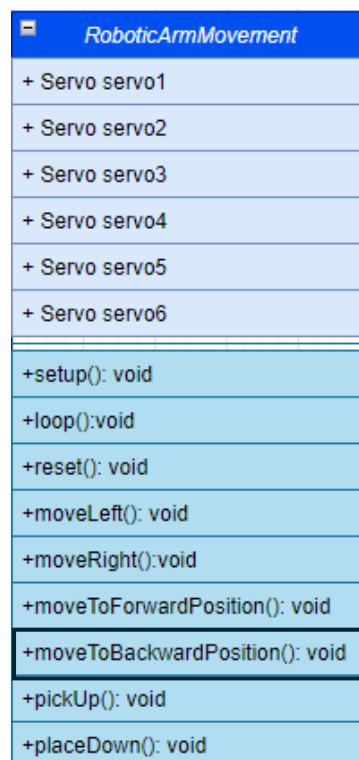 RoboticArmMovement
+ Servo servo1
+ Servo servo2
+ Servo servo3
+ Servo servo4
+ Servo servo5
+ Servo servo6
+setup(): void
+loop():void
+reset(): void
+moveLeft(): void
+moveRight():void
+moveToForwardPosition(): void
+moveToBackwardPosition(): void
+pickUp(): void
+placeDown(): void